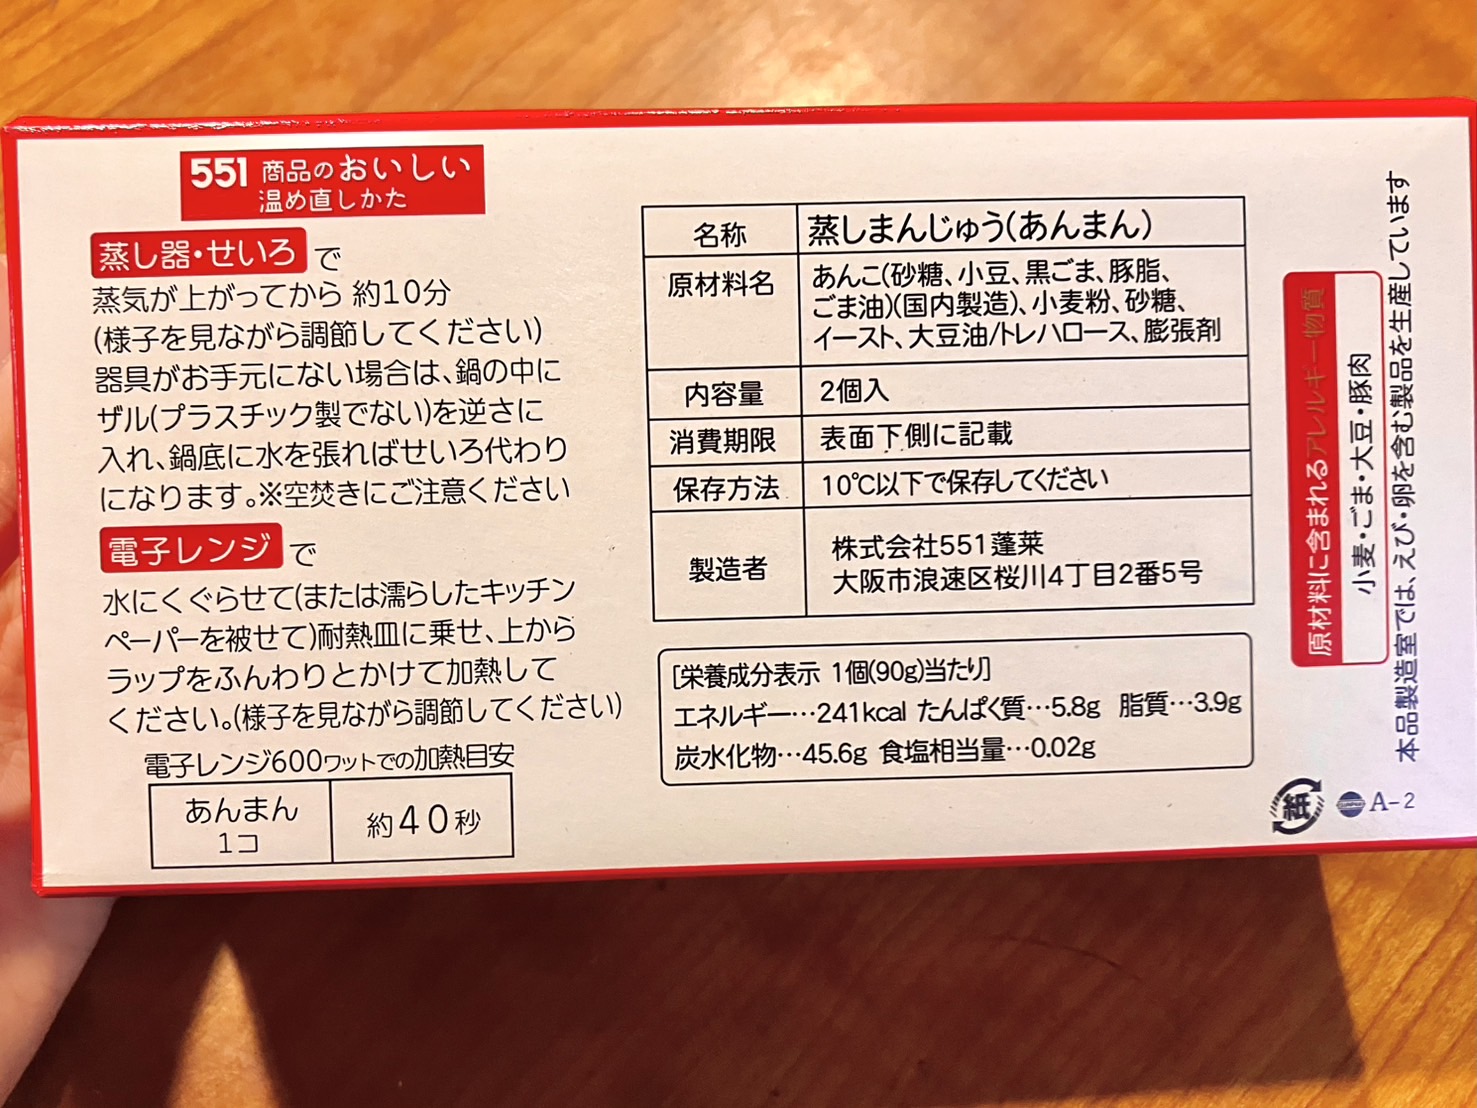 551 商品のおいしい
温め直しかた
蒸し器・せいろ で
蒸気が上がってから 約10分
(様子を見ながら調節してください)
器具がお手元にない場合は、鍋の中に
ザル(プラスチック製でない)を逆さに
入れ、鍋底に水を張ればせいろ代わり
になります。※空焚きにご注意ください
電子レンジ で
水にくぐらせて(または濡らしたキッチン
ペーパーを被せて)耐熱皿に乗せ、上から
ラップをふんわりとかけて加熱して
ください。(様子を見ながら調節してください)
電子レンジ600ワットでの加熱目安
あんまん
1コ
約40秒
名称 蒸しまんじゅう(あんまん)
原材料名 あんこ(砂糖、小豆、黒ごま、豚脂、
ごま油)(国内製造)、小麦粉、砂糖、
イースト、大豆油/トレハロース、膨張剤
内容量 2個入
消費期限 表面下側に記載
保存方法 10℃以下で保存してください
製造者 株式会社551蓬莱
大阪市浪速区桜川4丁目2番5号
[栄養成分表示 1個(90g)当たり]
エネルギー…241kcal たんぱく質…5.8g 脂質…3.9g
炭水化物…45.6g 食塩相当量…0.02g
原材料に含まれるアレルギー物質
小麦・ごま・大豆・豚肉
本品製造室では、えび・卵を含む製品を生産しています
紙
A-2